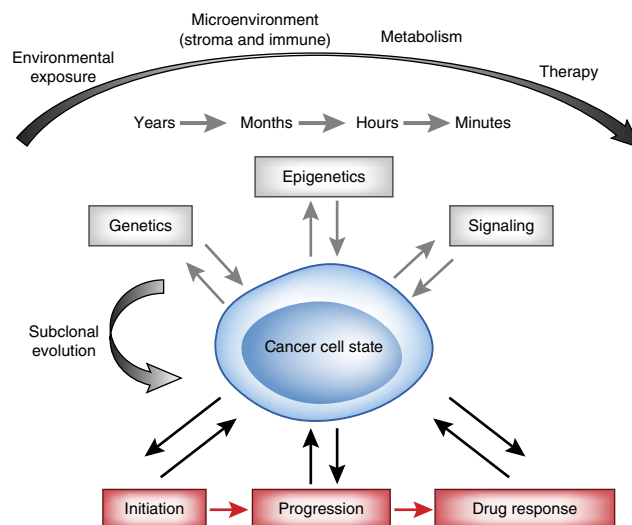 Microenvironment
(stroma and immune)
Metabolism
Environmental
exposure
Therapy
Years Months Hours Minutes
Epigenetics
Genetics
Signaling
Subclonal
evolution
Cancer cell state
Initiation Progression Drug response